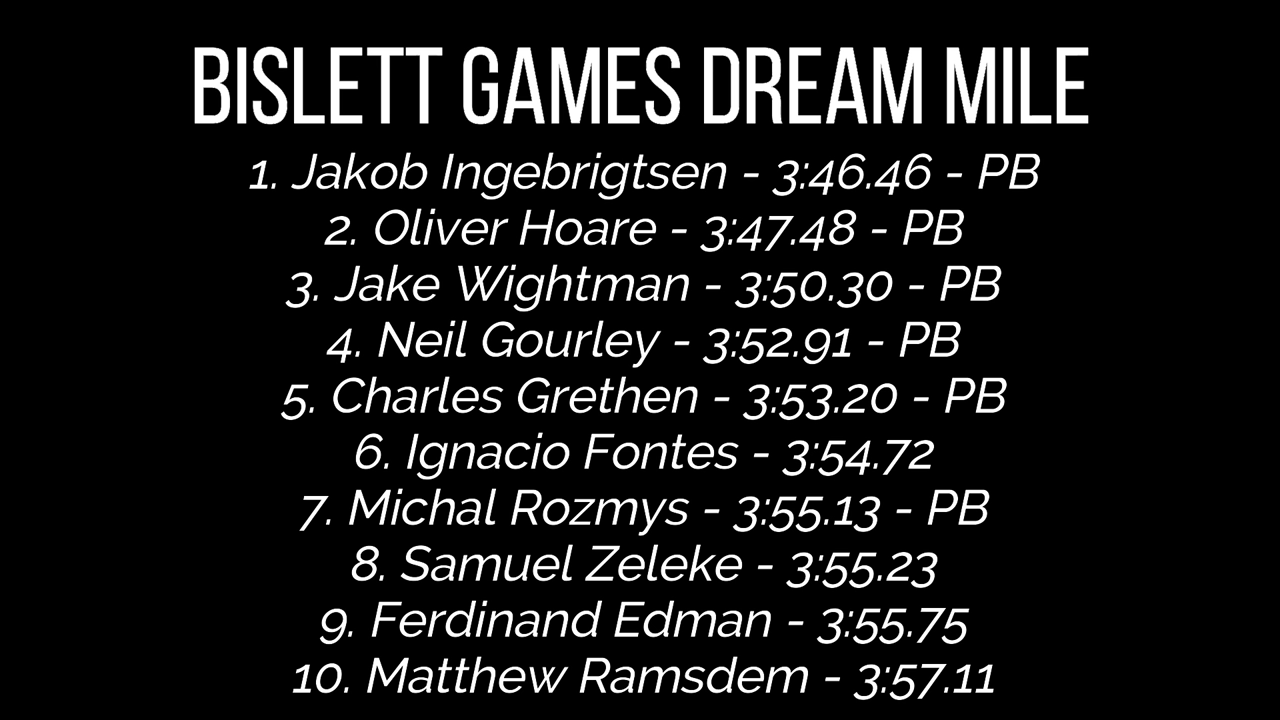 BISLETT GAMES DREAM MILE
1. Jakob Ingebrigtsen - 3:46.46 - PB
2. Oliver Hoare - 3:47.48 - PB
3. Jake Wightman - 3:50.30 - PB
4. Neil Gourley - 3:52.91 - PB
5. Charles Grethen - 3:53.20 - PB
6. Ignacio Fontes - 3:54.72
7. Michal Rozmys - 3:55.13 - PB
8. Samuel Zeleke - 3:55.23
9. Ferdinand Edman - 3:55.75
10. Matthew Ramsdem - 3:57.11